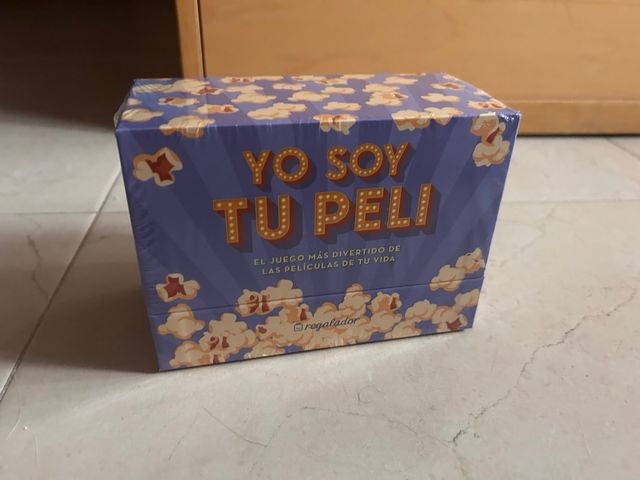 YO SOY
TU PELI
EL JUEGO MÁS DIVERTIDO DE
LAS PELÍCULAS DE TU VIDA
regalador